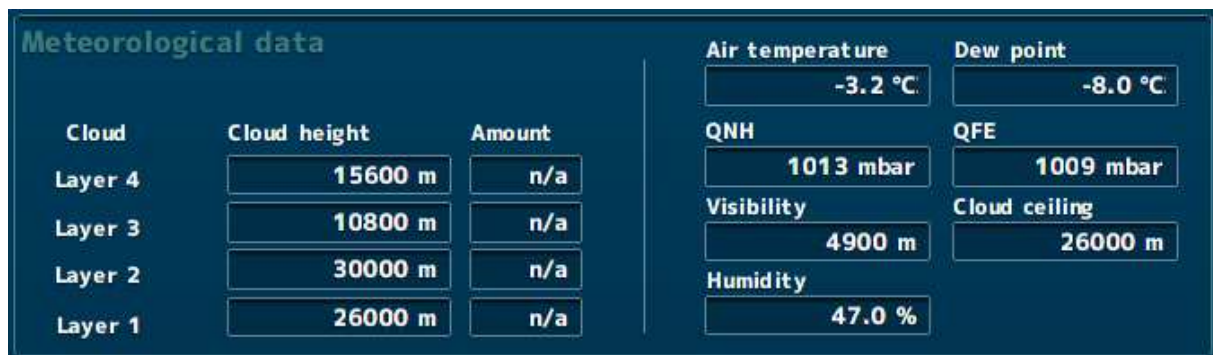 Meteorological data
Cloud Cloud height Amount
Layer 4 15600 m n/a
Layer 3 10800 m n/a
Layer 2 30000 m n/a
Layer 1 26000 m n/a
Air temperature Dew point
-3.2 °C -8.0 °C
QNH QFE
1013 mbar 1009 mbar
Visibility Cloud ceiling
4900 m 26000 m
Humidity
47.0 %